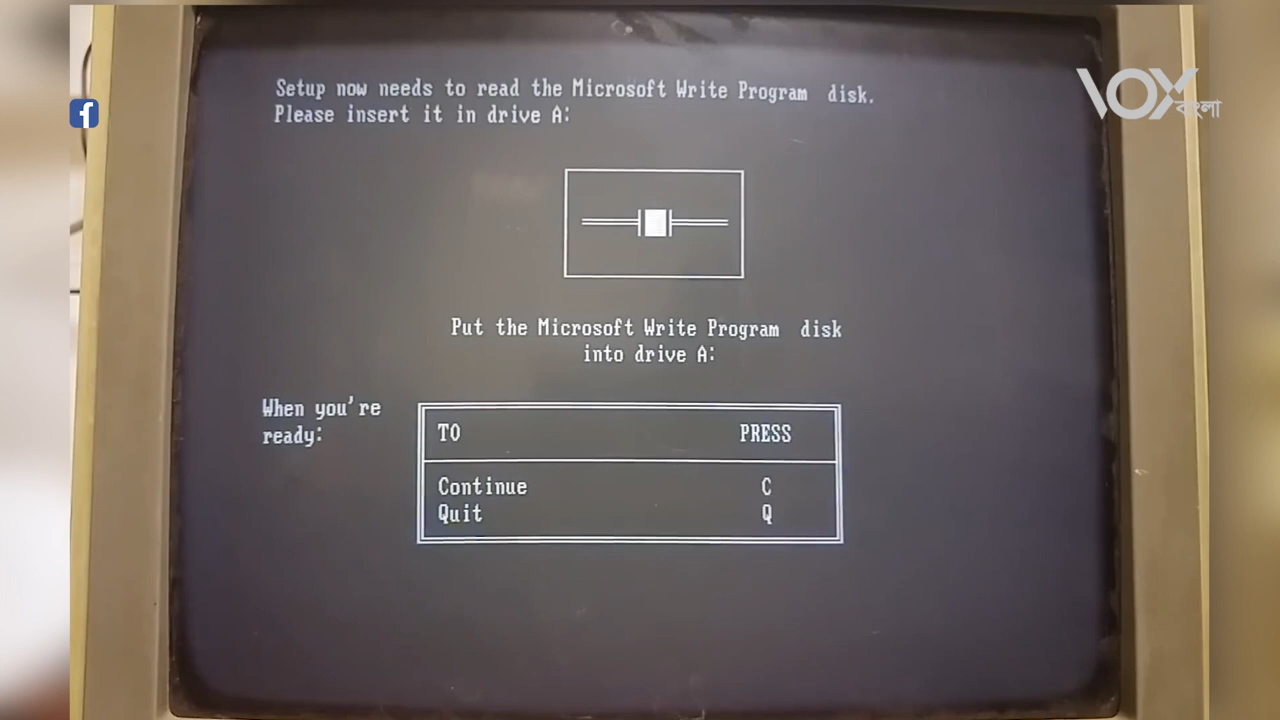 Setup now needs to read the Microsoft Write Program disk.
Please insert it in drive A:
VOX বাংলা
Put the Microsoft Write Program disk
into drive A:
When you're
ready:
TO PRESS
Continue C
Quit Q
f